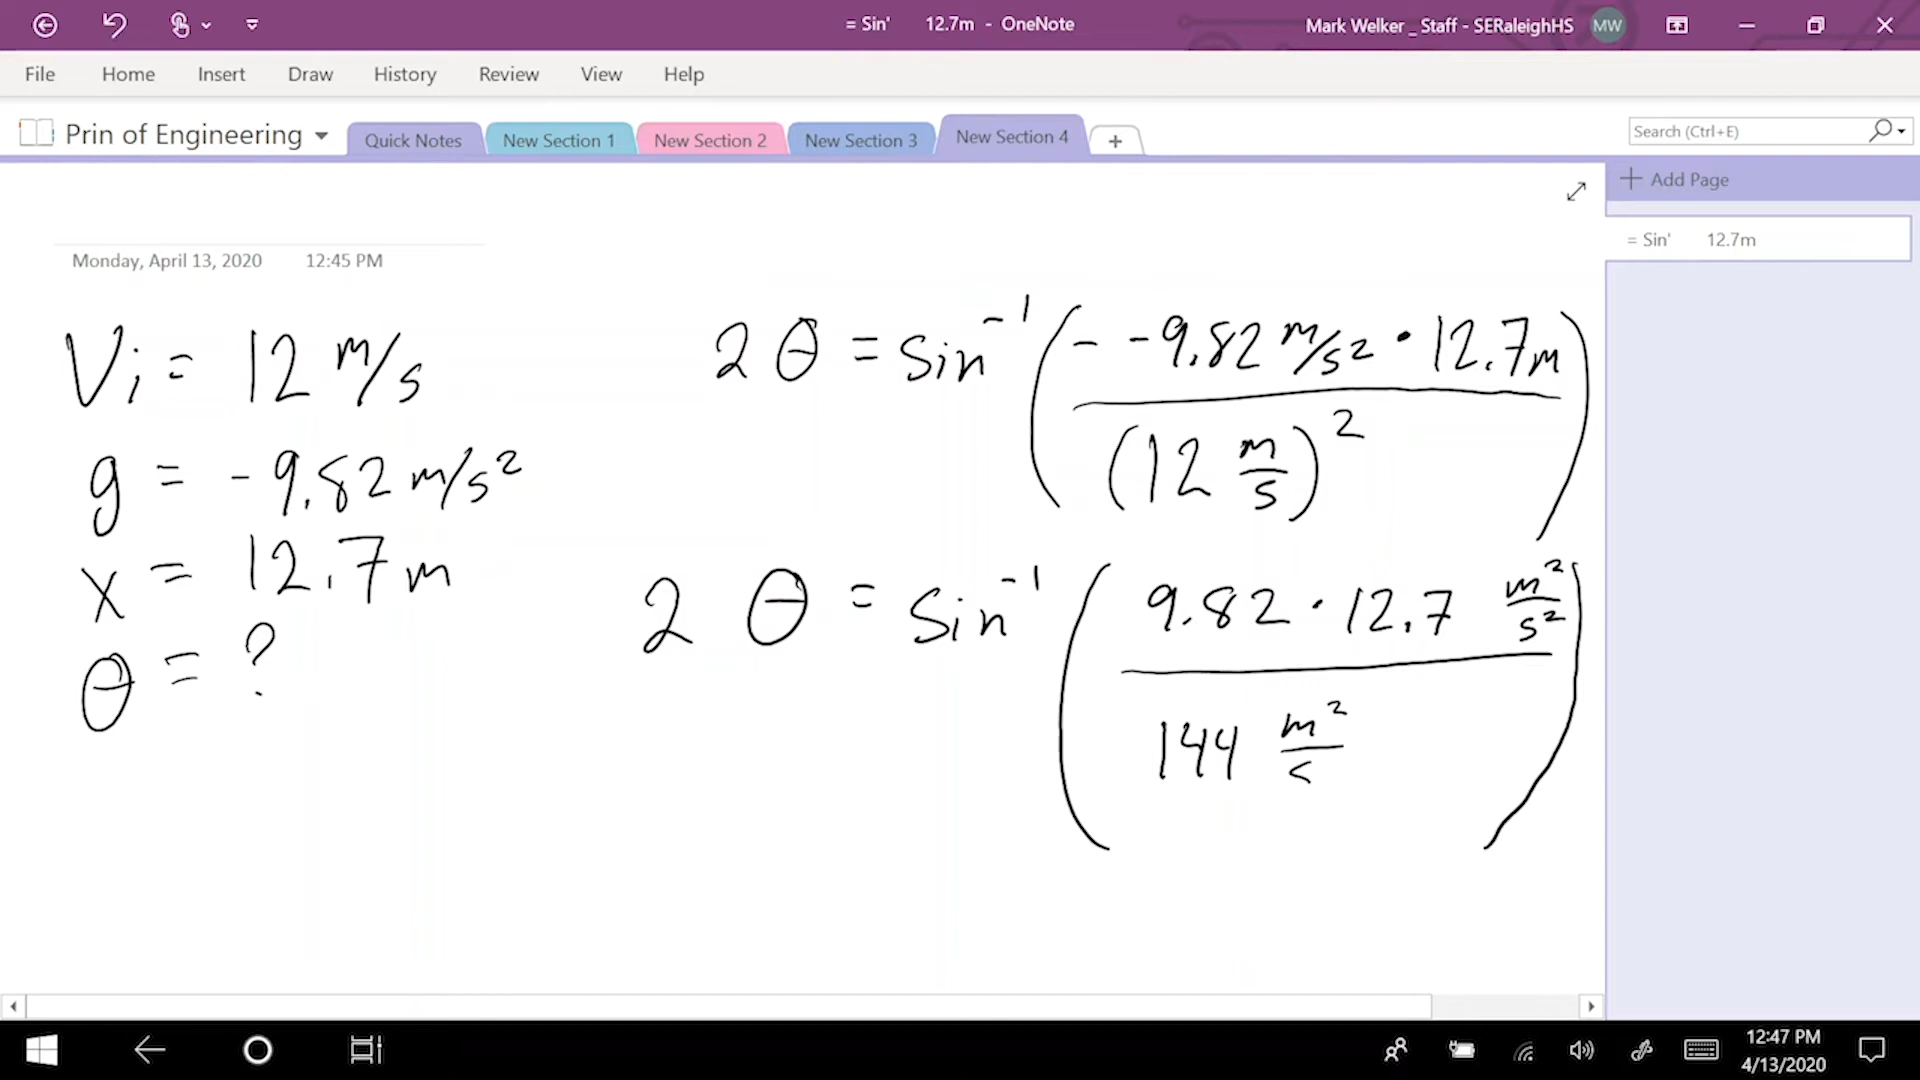 = Sin' 12.7m - OneNote
Mark Welker _ Staff - SERaleighHS MW
File Home Insert Draw History Review View Help
Prin of Engineering Quick Notes New Section 1 New Section 2 New Section 3 New Section 4 +
Search (Ctrl+E)
Add Page
= Sin' 12.7m
Monday, April 13, 2020 12:45 PM
Vi = 12 m/s
g = -9.82 m/s²
x = 12.7 m
θ = ?
2 θ = sin⁻¹ ( - -9.82 m/s² · 12.7m
(12 m/s)² )
2 θ = sin⁻¹ ( 9.82 · 12.7 m²/s²
144 m²/s )
12:47 PM
4/13/2020